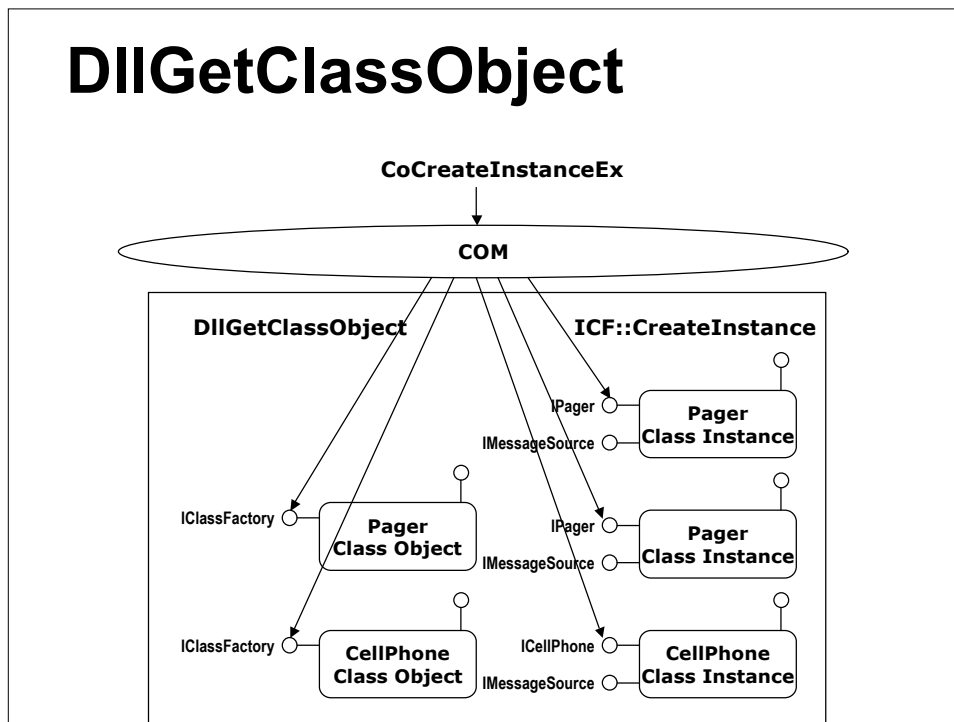 DllGetClassObject
CoCreateInstanceEx
COM
DllGetClassObject
ICF::CreateInstance
IPager
IMessageSource
Pager
Class Instance
IClassFactory
Pager
Class Object
IPager
IMessageSource
Pager
Class Instance
IClassFactory
CellPhone
Class Object
ICellPhone
IMessageSource
CellPhone
Class Instance